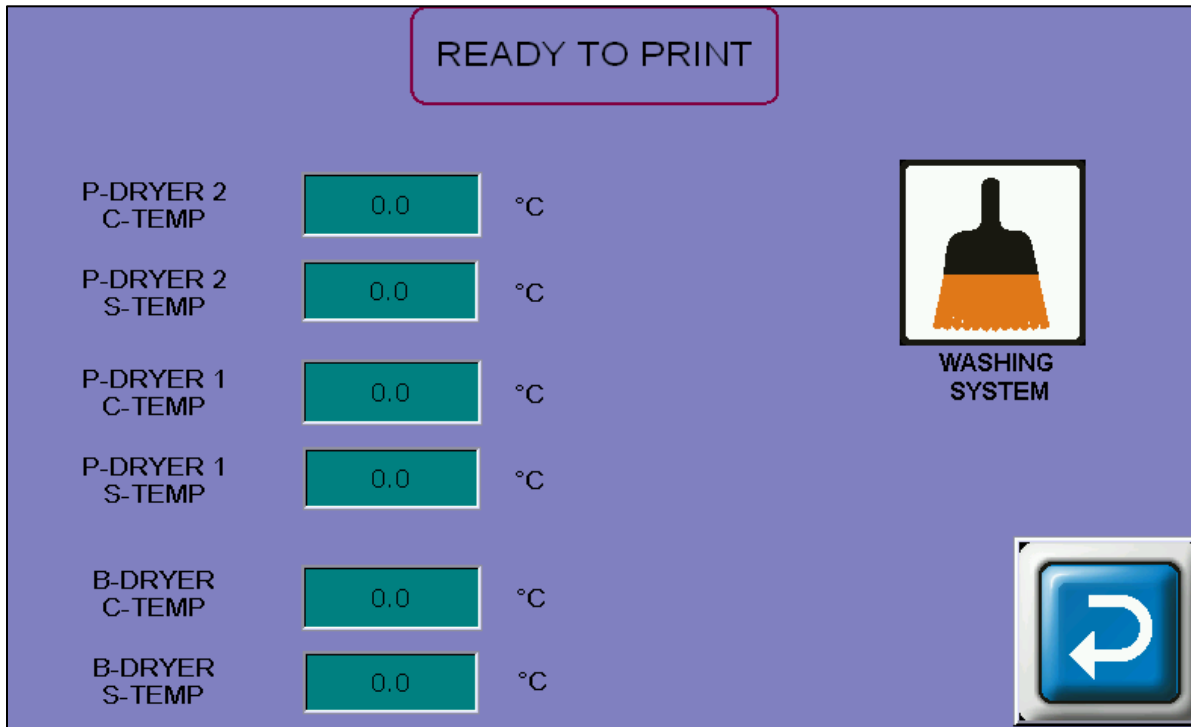 READY TO PRINT
P-DRYER 2
C-TEMP
0.0 °C
P-DRYER 2
S-TEMP
0.0 °C
P-DRYER 1
C-TEMP
0.0 °C
P-DRYER 1
S-TEMP
0.0 °C
B-DRYER
C-TEMP
0.0 °C
B-DRYER
S-TEMP
0.0 °C
WASHING
SYSTEM